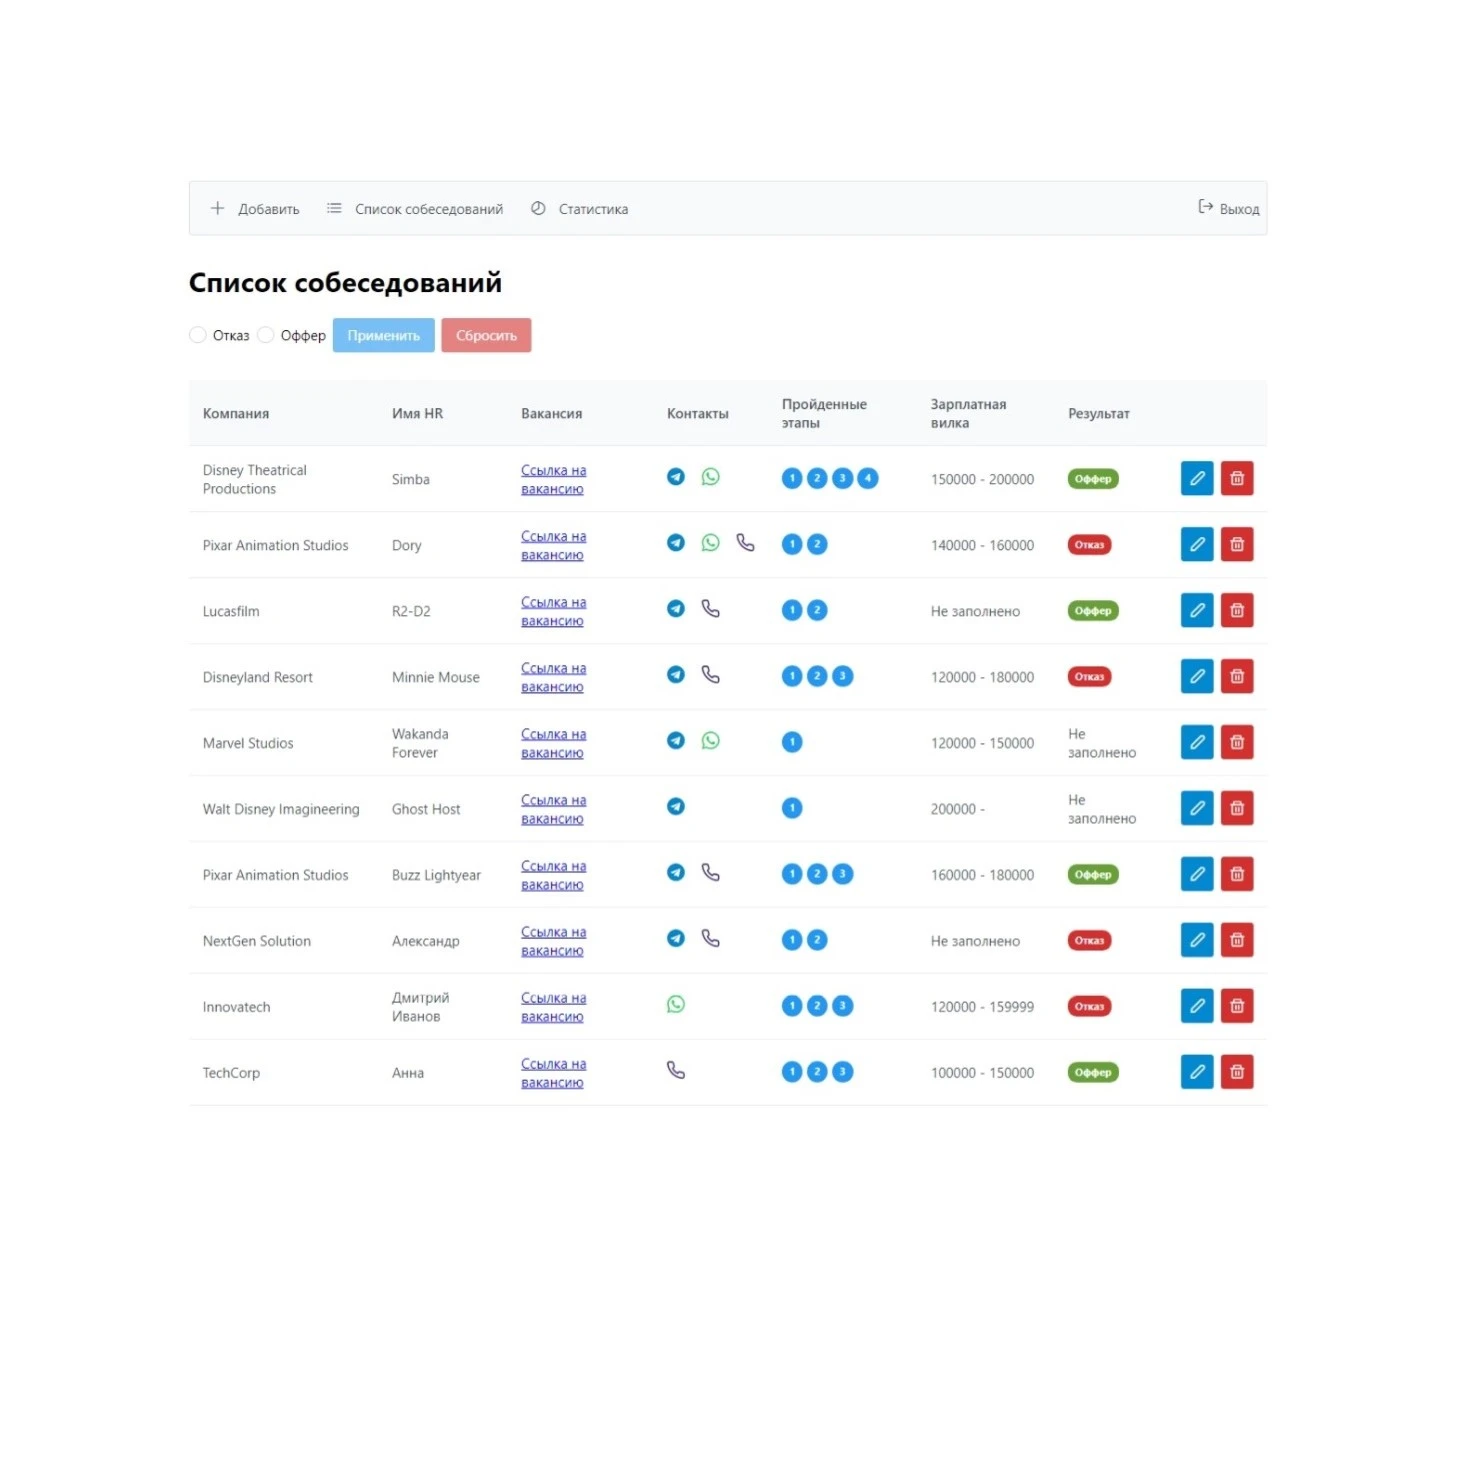 Добавить Список собеседований Статистика Выход
Список собеседований
Отказ Оффер Применить Сбросить
Компания Имя HR Вакансия Контакты Пройденные этапы Зарплатная вилка Результат
Disney Theatrical Productions Simba Ссылка на вакансию 1 2 3 4 150000 - 200000 Оффер
Pixar Animation Studios Dory Ссылка на вакансию 1 2 140000 - 160000 Отказ
Lucasfilm R2-D2 Ссылка на вакансию 1 2 Не заполнено Оффер
Disneyland Resort Minnie Mouse Ссылка на вакансию 1 2 3 120000 - 180000 Отказ
Marvel Studios Wakanda Forever Ссылка на вакансию 1 120000 - 150000 Не заполнено
Walt Disney Imagineering Ghost Host Ссылка на вакансию 1 200000 - Не заполнено
Pixar Animation Studios Buzz Lightyear Ссылка на вакансию 1 2 3 160000 - 180000 Оффер
NextGen Solution Александр Ссылка на вакансию 1 2 Не заполнено Отказ
Innovatech Дмитрий Иванов Ссылка на вакансию 1 2 3 120000 - 159999 Отказ
TechCorp Анна Ссылка на вакансию 1 2 3 100000 - 150000 Оффер